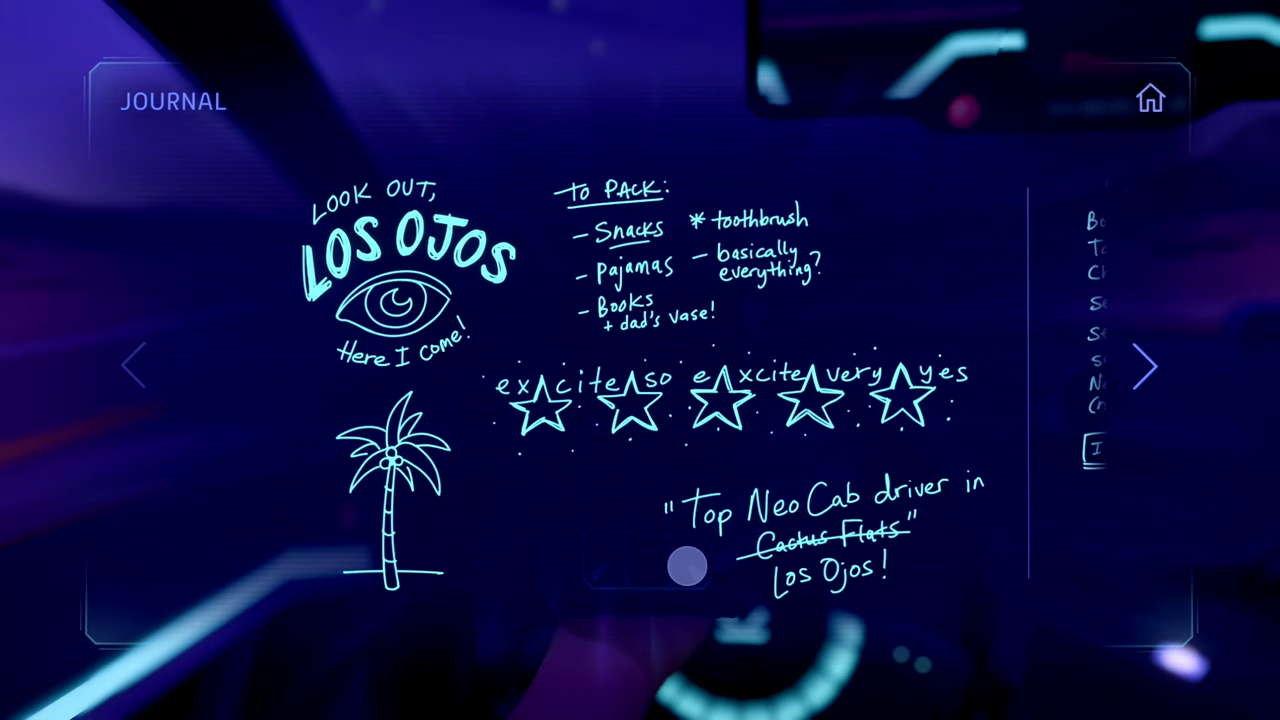 JOURNAL
LOOK OUT,
LOS OJOS
Here I come!
TO PACK:
- Snacks
- Pajamas
- Books
+ dad's vase!
* toothbrush
- basically
everything?
excite so excite very yes
"Top Neo Cab driver in
Cactus Flats"
Los Ojos!